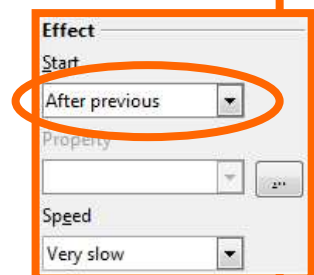 Effect
Start
After previous
Property
...
Speed
Very slow